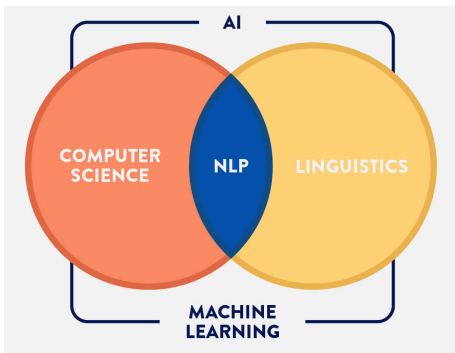 AI
COMPUTER
SCIENCE
NLP
LINGUISTICS
MACHINE
LEARNING